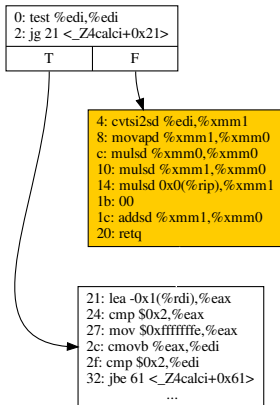 0: test %edi,%edi
2: jg 21 <_Z4calci+0x21>
T F
4: cvtsi2sd %edi,%xmm1
8: movapd %xmm1,%xmm0
c: mulsd %xmm0,%xmm0
10: mulsd %xmm1,%xmm0
14: mulsd 0x0(%rip),%xmm1
1b: 00
1c: addsd %xmm1,%xmm0
20: retq
21: lea -0x1(%rdi),%eax
24: cmp $0x2,%eax
27: mov $0xfffffffe,%eax
2c: cmovb %eax,%edi
2f: cmp $0x2,%edi
32: jbe 61 <_Z4calci+0x61>
...